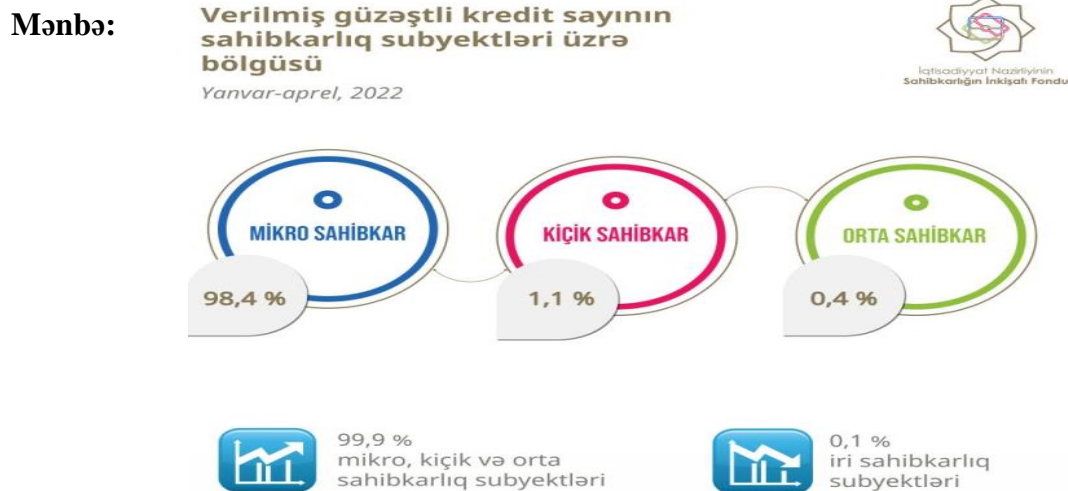 Mənbə:
Verilmiş güzəştli kredit sayının
sahibkarlıq subyektləri üzrə
bölgüsü
Yanvar-aprel, 2022
İqtisadiyyat Nazirliyinin
Sahibkarlığın İnkişafı Fondu
MİKRO SAHİBKAR
98,4 %
KİÇİK SAHİBKAR
1,1 %
ORTA SAHİBKAR
0,4 %
99,9 %
mikro, kiçik və orta
sahibkarlıq subyektləri
0,1 %
iri sahibkarlıq
subyektləri